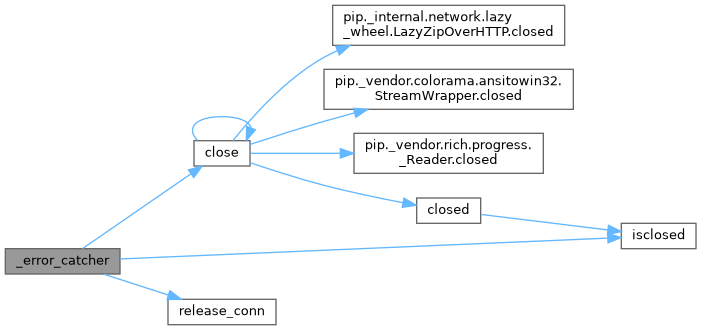 pip._internal.network.lazy
_wheel.LazyZipOverHTTP.closed
pip._vendor.colorama.ansitowin32.
StreamWrapper.closed
close
pip._vendor.rich.progress.
_Reader.closed
closed
isclosed
_error_catcher
release_conn